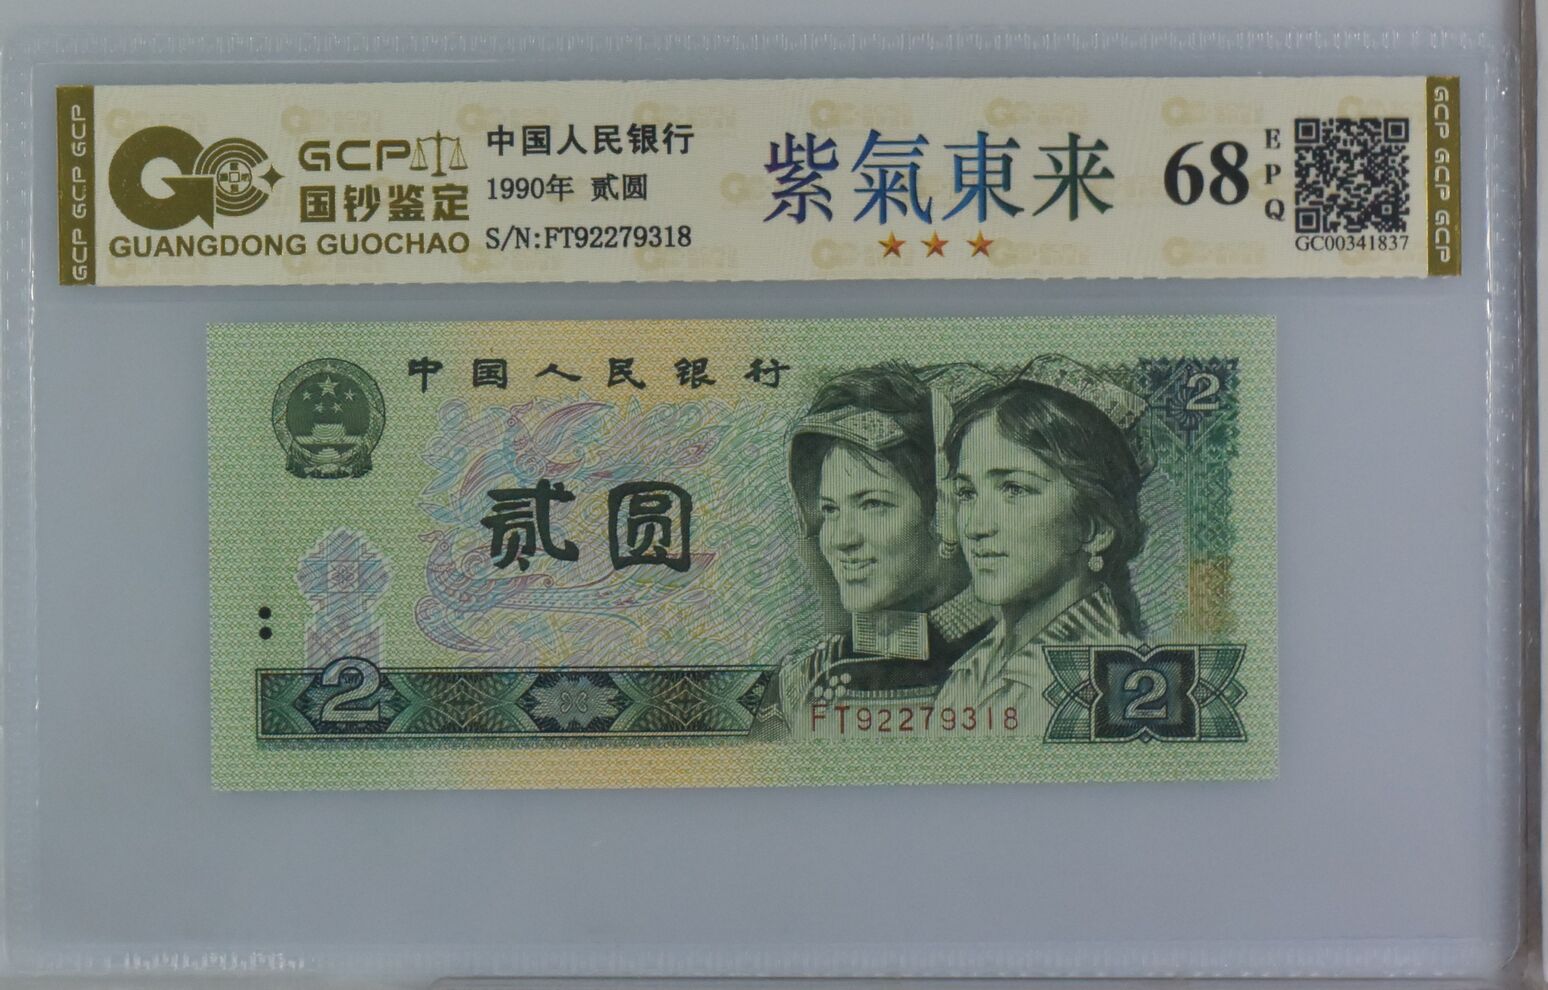 GCP GCP GCP
GCP
国钞鉴定
GUANGDONG GUOCHAO
中国人民银行
1990年 贰圆
S/N:FT92279318
紫氣東来
68
EPQ
GC00341837
GCP GCP GCP
中国人民银行
2
贰圆
2
FT92279318
2